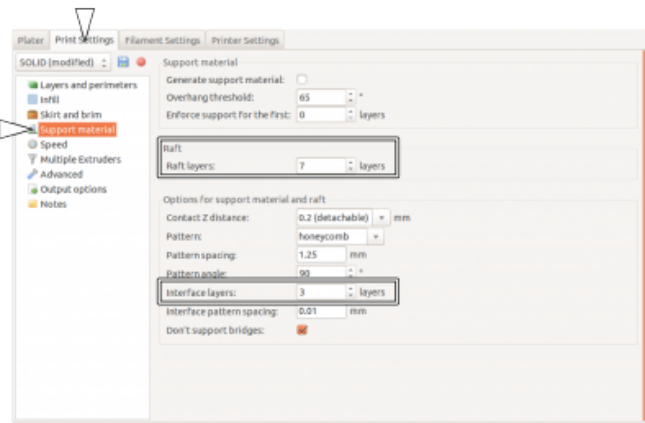 Plater Print Settings Filament Settings Printer Settings
SOLID (modified)
Layers and perimeters
Infill
Skirt and brim
Support material
Speed
Multiple Extruders
Advanced
Output options
Notes
Support material
Generate support material:
Overhang threshold: 65 °
Enforce support for the first: 0 layers
Raft
Raft layers: 7 layers
Options for support material and raft
Contact Z distance: 0.2 (detachable) mm
Pattern: honeycomb
Pattern spacing: 1.25 mm
Pattern angle: 90 °
Interface layers: 3 layers
Interface pattern spacing: 0.01 mm
Don't support bridges: